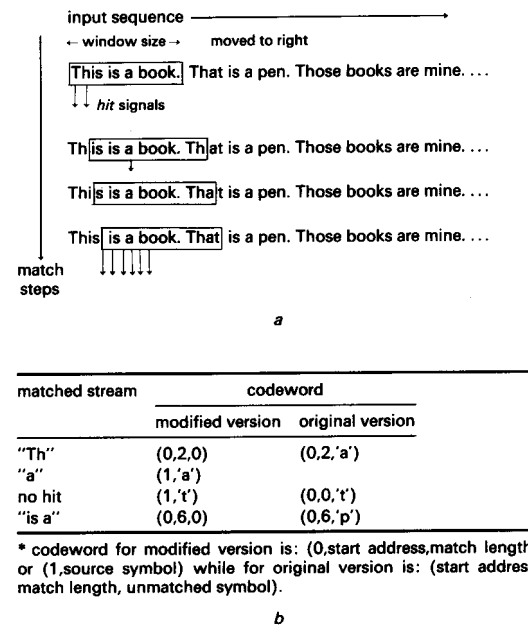 input sequence
← window size → moved to right
This is a book. That is a pen. Those books are mine. ...
hit signals
This is a book. That is a pen. Those books are mine. ...
This is a book. That is a pen. Those books are mine. ...
This is a book. That is a pen. Those books are mine. ...
match
steps
a
matched stream codeword
modified version original version
"Th" (0,2,0) (0,2,'a')
"a" (1,'a')
no hit (1,'t') (0,0,'t')
"is a" (0,6,0) (0,6,'p')
* codeword for modified version is: (0,start address,match length
or (1,source symbol) while for original version is: (start addres
match length, unmatched symbol).
b